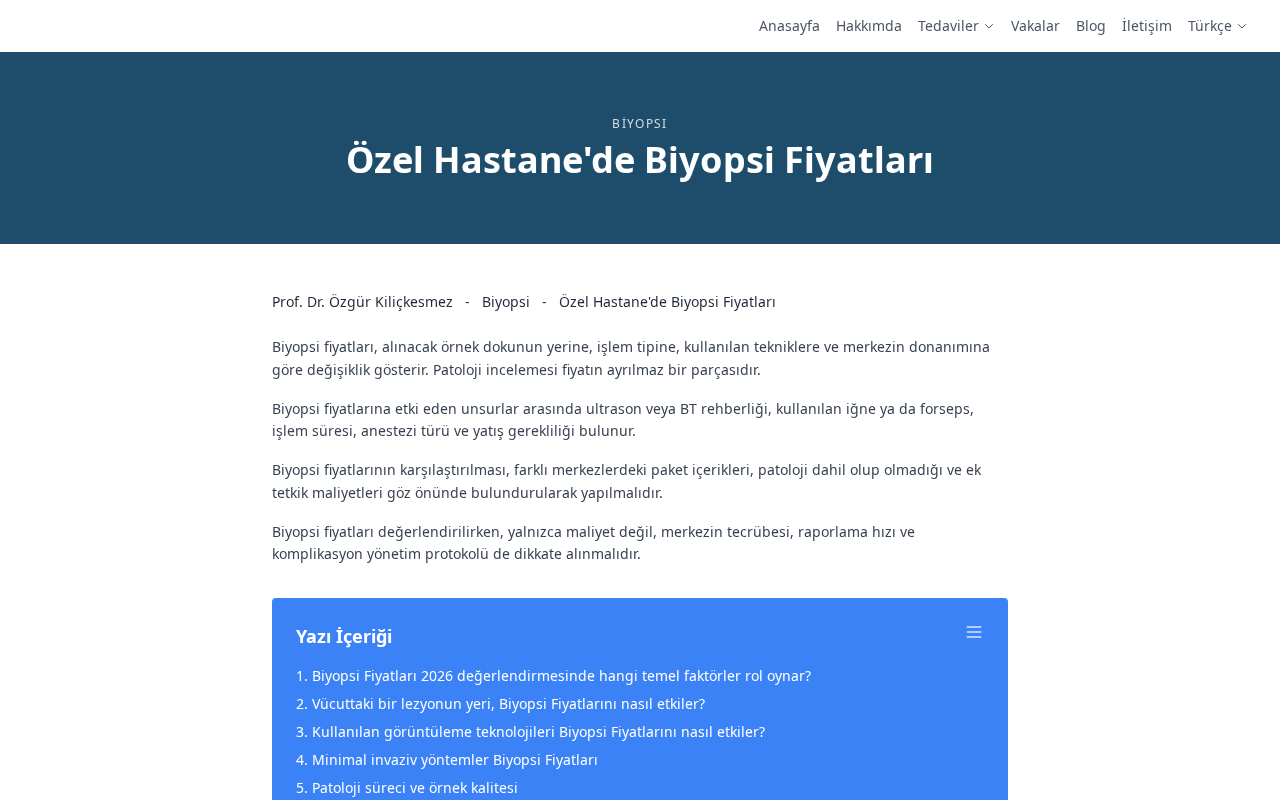 Anasayfa Hakkımda Tedaviler Vakalar Blog İletişim Türkçe
BİYOPSI
Özel Hastane'de Biyopsi Fiyatları
Prof. Dr. Özgür Kiliçkesmez - Biyopsi - Özel Hastane'de Biyopsi Fiyatları
Biyopsi fiyatları, alınacak örnek dokunun yerine, işlem tipine, kullanılan tekniklere ve merkezin donanımına
göre değişiklik gösterir. Patoloji incelemesi fiyatın ayrılmaz bir parçasıdır.
Biyopsi fiyatlarına etki eden unsurlar arasında ultrason veya BT rehberliği, kullanılan iğne ya da forseps,
işlem süresi, anestezi türü ve yatış gerekliliği bulunur.
Biyopsi fiyatlarının karşılaştırılması, farklı merkezlerdeki paket içerikleri, patoloji dahil olup olmadığı ve ek
tetkik maliyetleri göz önünde bulundurularak yapılmalıdır.
Biyopsi fiyatları değerlendirilirken, yalnızca maliyet değil, merkezin tecrübesi, raporlama hızı ve
komplikasyon yönetim protokolü de dikkate alınmalıdır.
Yazı İçeriği
1. Biyopsi Fiyatları 2026 değerlendirmesinde hangi temel faktörler rol oynar?
2. Vücuttaki bir lezyonun yeri, Biyopsi Fiyatlarını nasıl etkiler?
3. Kullanılan görüntüleme teknolojileri Biyopsi Fiyatlarını nasıl etkiler?
4. Minimal invaziv yöntemler Biyopsi Fiyatları
5. Patoloji süreci ve örnek kalitesi